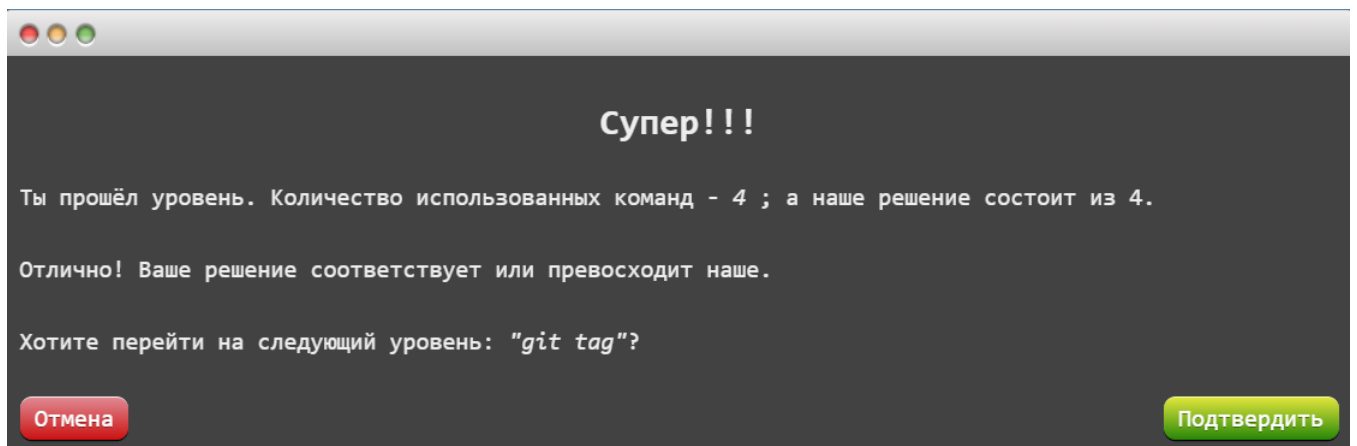 Супер!!!
Ты прошёл уровень. Количество использованных команд - 4 ; а наше решение состоит из 4.
Отлично! Ваше решение соответствует или превосходит наше.
Хотите перейти на следующий уровень: "git tag"?
Отмена
Подтвердить